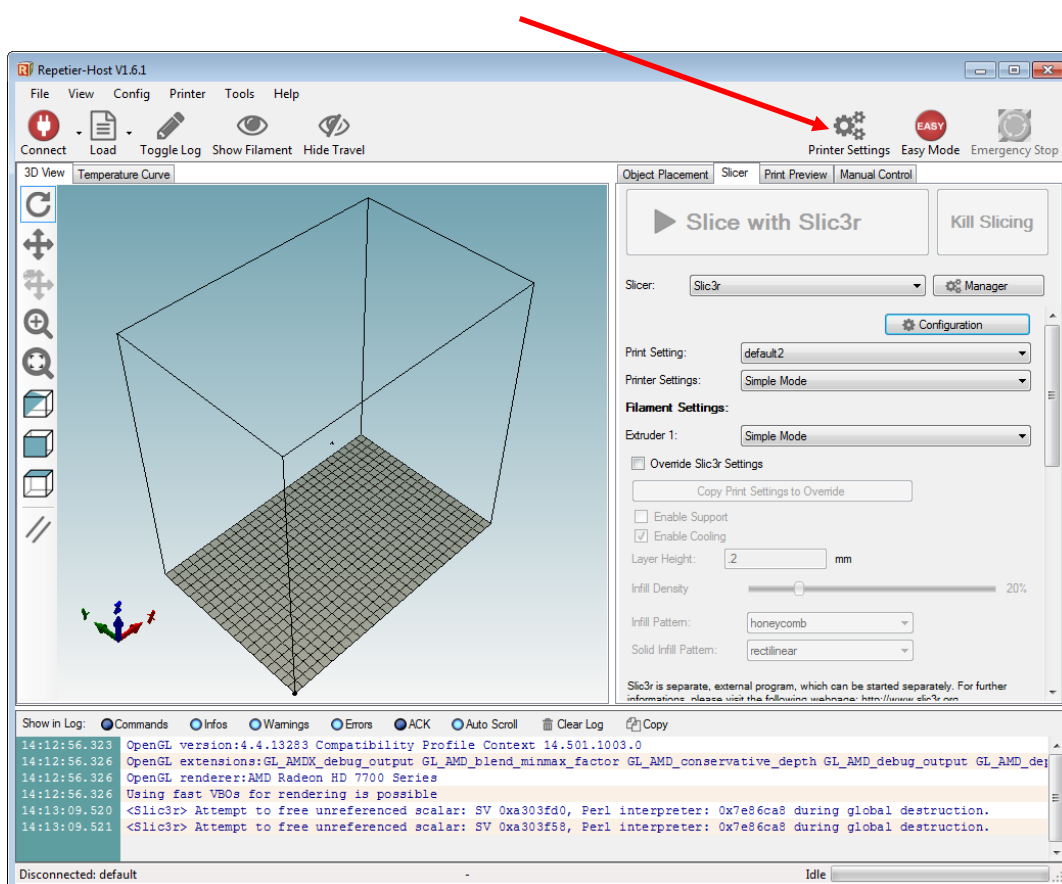 Repetier-Host V1.6.1
File View Config Printer Tools Help
Connect Load Toggle Log Show Filament Hide Travel Printer Settings Easy Mode Emergency Stop
EASY
3D View Temperature Curve
Object Placement Slicer Print Preview Manual Control
Slice with Slic3r Kill Slicing
Slicer: Slic3r Manager
Configuration
Print Setting: default2
Printer Settings: Simple Mode
Filament Settings:
Extruder 1: Simple Mode
Override Slic3r Settings
Copy Print Settings to Override
Enable Support
Enable Cooling
Layer Height: .2 mm
Infill Density 20%
Infill Pattern: honeycomb
Solid Infill Pattern: rectilinear
Slic3r is separate, external program, which can be started separately. For further
informations, please visit the following webpage: http://www.slic3r.org
Show in Log: Commands Infos Warnings Errors ACK Auto Scroll Clear Log Copy
14:12:56.323 OpenGL version:4.4.13283 Compatibility Profile Context 14.501.1003.0
14:12:56.326 OpenGL extensions:GL_AMDX_debug_output GL_AMD_blend_minmax_factor GL_AMD_conservative_depth GL_AMD_debug_output GL_AMD_dep
14:12:56.326 OpenGL renderer:AMD Radeon HD 7700 Series
14:12:56.326 Using fast VBOs for rendering is possible
14:13:09.520 <Slic3r> Attempt to free unreferenced scalar: SV 0xa303fd0, Perl interpreter: 0x7e86ca8 during global destruction.
14:13:09.521 <Slic3r> Attempt to free unreferenced scalar: SV 0xa303f58, Perl interpreter: 0x7e86ca8 during global destruction.
Disconnected: default - Idle